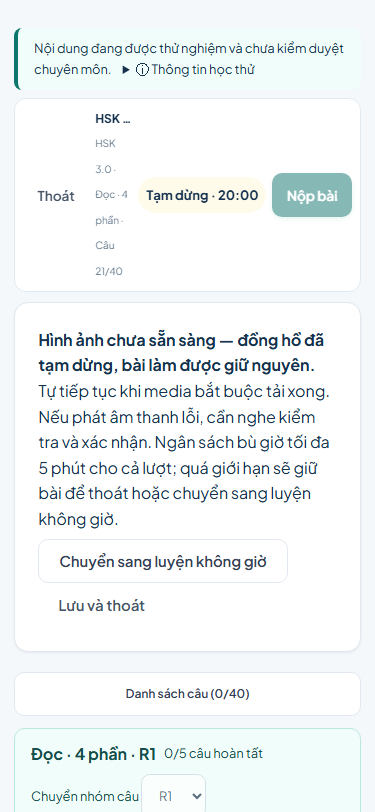 Nội dung đang được thử nghiệm và chưa kiểm duyệt
chuyên môn. ▶ ⓘ Thông tin học thử
HSK ...
HSK
3.0 ·
Đọc · 4
phần ·
Câu
21/40
Thoát
Tạm dừng · 20:00
Nộp bài
Hình ảnh chưa sẵn sàng — đồng hồ đã
tạm dừng, bài làm được giữ nguyên.
Tự tiếp tục khi media bắt buộc tải xong.
Nếu phát âm thanh lỗi, cần nghe kiểm
tra và xác nhận. Ngân sách bù giờ tối đa
5 phút cho cả lượt; quá giới hạn sẽ giữ
bài để thoát hoặc chuyển sang luyện
không giờ.
Chuyển sang luyện không giờ
Lưu và thoát
Danh sách câu (0/40)
Đọc · 4 phần · R1 0/5 câu hoàn tất
Chuyển nhóm câu R1